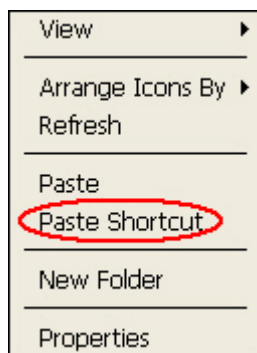 View
Arrange Icons By
Refresh
Paste
Paste Shortcut
New Folder
Properties